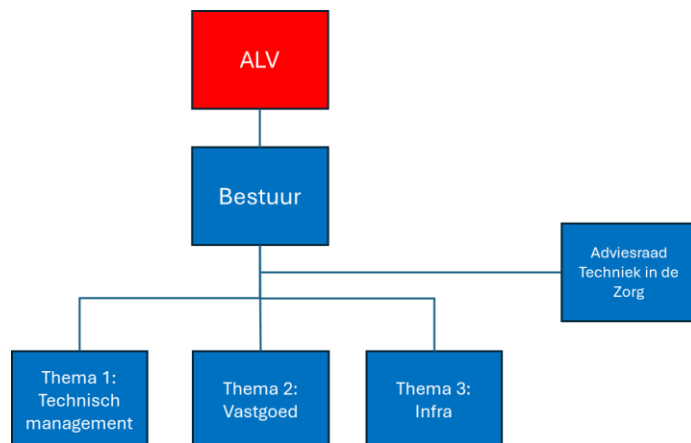 ALV
Bestuur
Adviesraad
Techniek in de
Zorg
Thema 1:
Technisch
management
Thema 2:
Vastgoed
Thema 3:
Infra